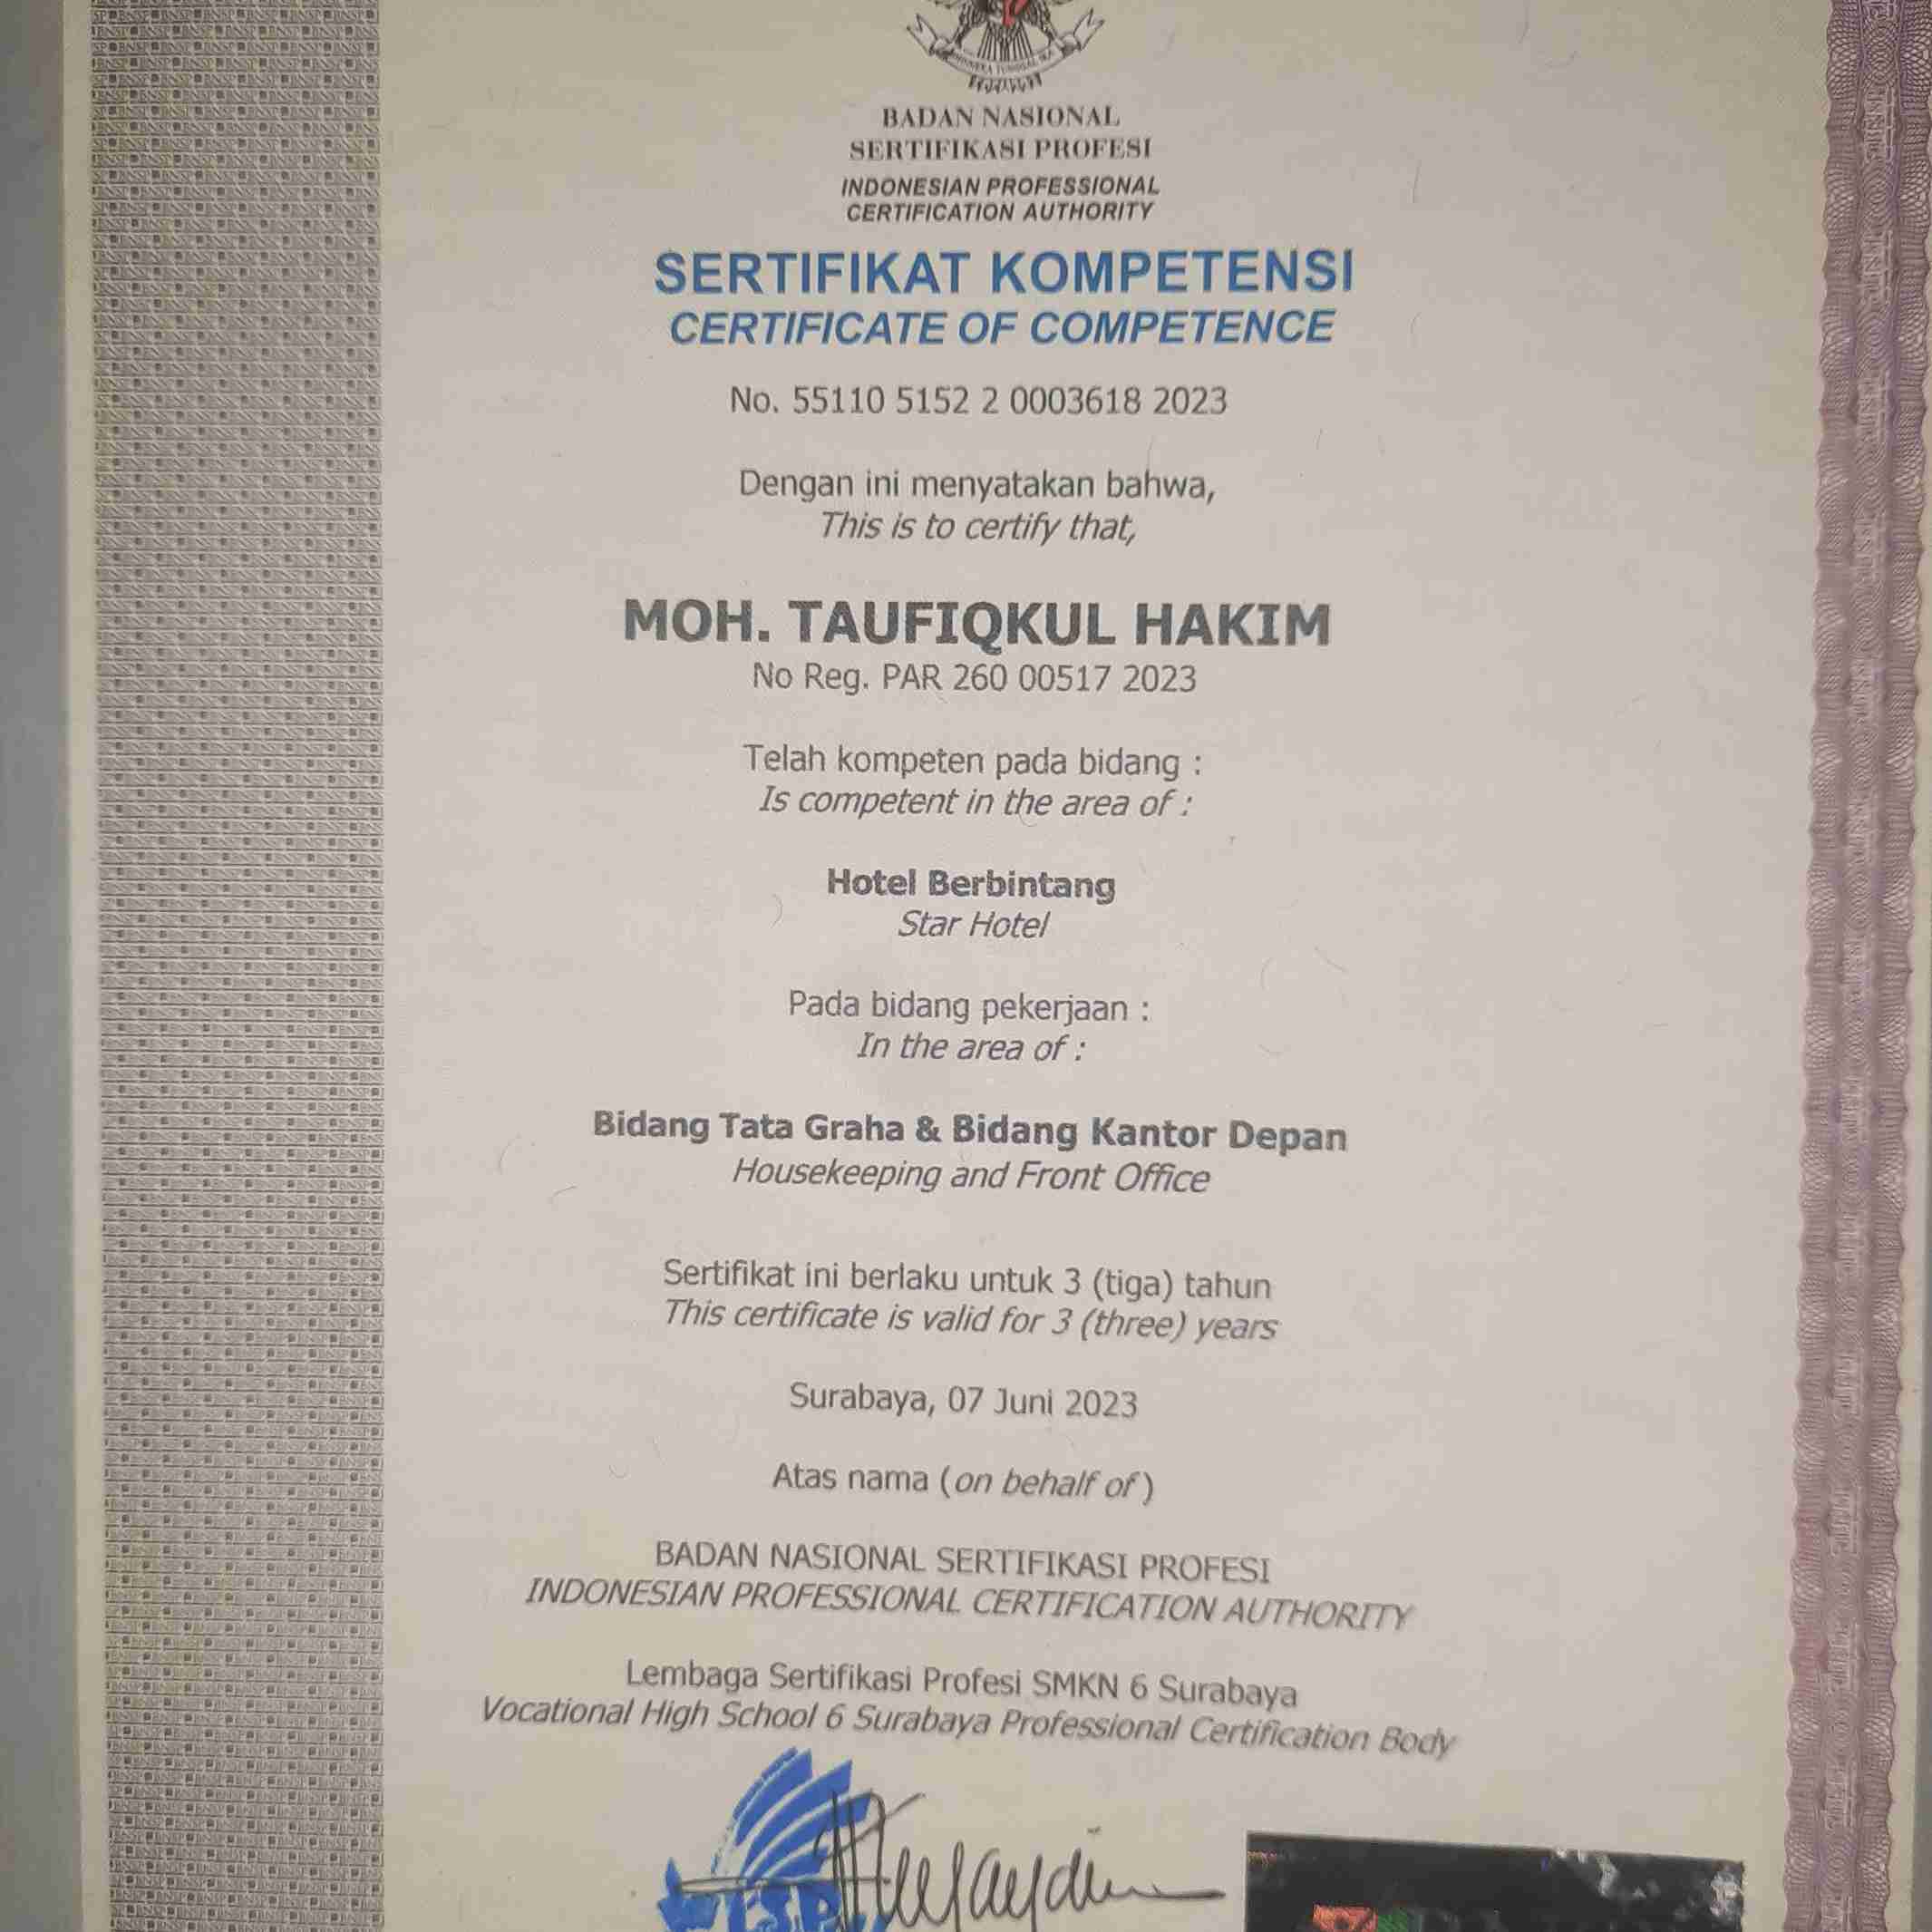 BHINNEKA TUNGGAL IKA
BADAN NASIONAL
SERTIFIKASI PROFESI
INDONESIAN PROFESSIONAL
CERTIFICATION AUTHORITY
SERTIFIKAT KOMPETENSI
CERTIFICATE OF COMPETENCE
No. 55110 5152 2 0003618 2023
Dengan ini menyatakan bahwa,
This is to certify that,
MOH. TAUFIQKUL HAKIM
No Reg. PAR 260 00517 2023
Telah kompeten pada bidang :
Is competent in the area of :
Hotel Berbintang
Star Hotel
Pada bidang pekerjaan :
In the area of :
Bidang Tata Graha & Bidang Kantor Depan
Housekeeping and Front Office
Sertifikat ini berlaku untuk 3 (tiga) tahun
This certificate is valid for 3 (three) years
Surabaya, 07 Juni 2023
Atas nama (on behalf of)
BADAN NASIONAL SERTIFIKASI PROFESI
INDONESIAN PROFESSIONAL CERTIFICATION AUTHORITY
Lembaga Sertifikasi Profesi SMKN 6 Surabaya
Vocational High School 6 Surabaya Professional Certification Body
LSP